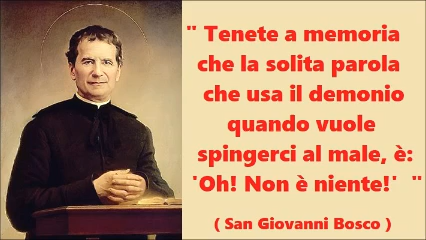 " Tenete a memoria
che la solita parola
che usa il demonio
quando vuole
spingerci al male, è:
'Oh! Non è niente!' "
( San Giovanni Bosco )